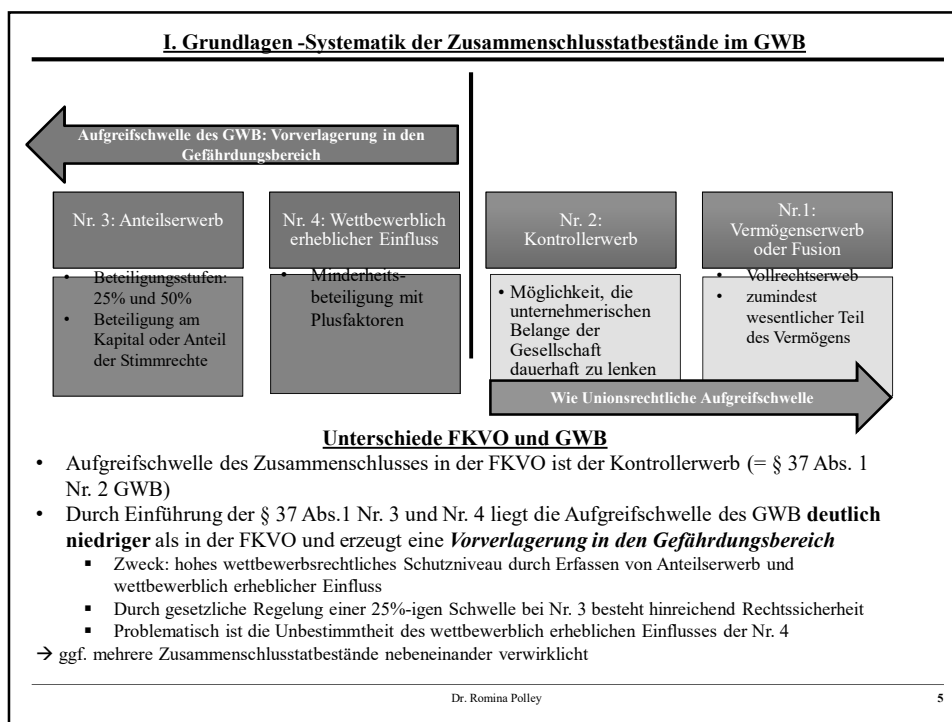 I. Grundlagen -Systematik der Zusammenschlusstatbestände im GWB
Aufgreifschwelle des GWB: Vorverlagerung in den
Gefährdungsbereich
Nr. 3: Anteilserwerb
• Beteiligungsstufen:
25% und 50%
• Beteiligung am
Kapital oder Anteil
der Stimmrechte
Nr. 4: Wettbewerblich
erheblicher Einfluss
• Minderheits-
beteiligung mit
Plusfaktoren
Nr. 2:
Kontrollerwerb
• Möglichkeit, die
unternehmerischen
Belange der
Gesellschaft
dauerhaft zu lenken
Nr.1:
Vermögenserwerb
oder Fusion
• Vollrechtserweb
• zumindest
wesentlicher Teil
des Vermögens
Wie Unionsrechtliche Aufgreifschwelle
Unterschiede FKVO und GWB
• Aufgreifschwelle des Zusammenschlusses in der FKVO ist der Kontrollerwerb (= § 37 Abs. 1
Nr. 2 GWB)
• Durch Einführung der § 37 Abs.1 Nr. 3 und Nr. 4 liegt die Aufgreifschwelle des GWB deutlich
niedriger als in der FKVO und erzeugt eine Vorverlagerung in den Gefährdungsbereich
▪ Zweck: hohes wettbewerbsrechtliches Schutzniveau durch Erfassen von Anteilserwerb und
wettbewerblich erheblicher Einfluss
▪ Durch gesetzliche Regelung einer 25%-igen Schwelle bei Nr. 3 besteht hinreichend Rechtssicherheit
▪ Problematisch ist die Unbestimmtheit des wettbewerblich erheblichen Einflusses der Nr. 4
→ ggf. mehrere Zusammenschlusstatbestände nebeneinander verwirklicht
Dr. Romina Polley
5